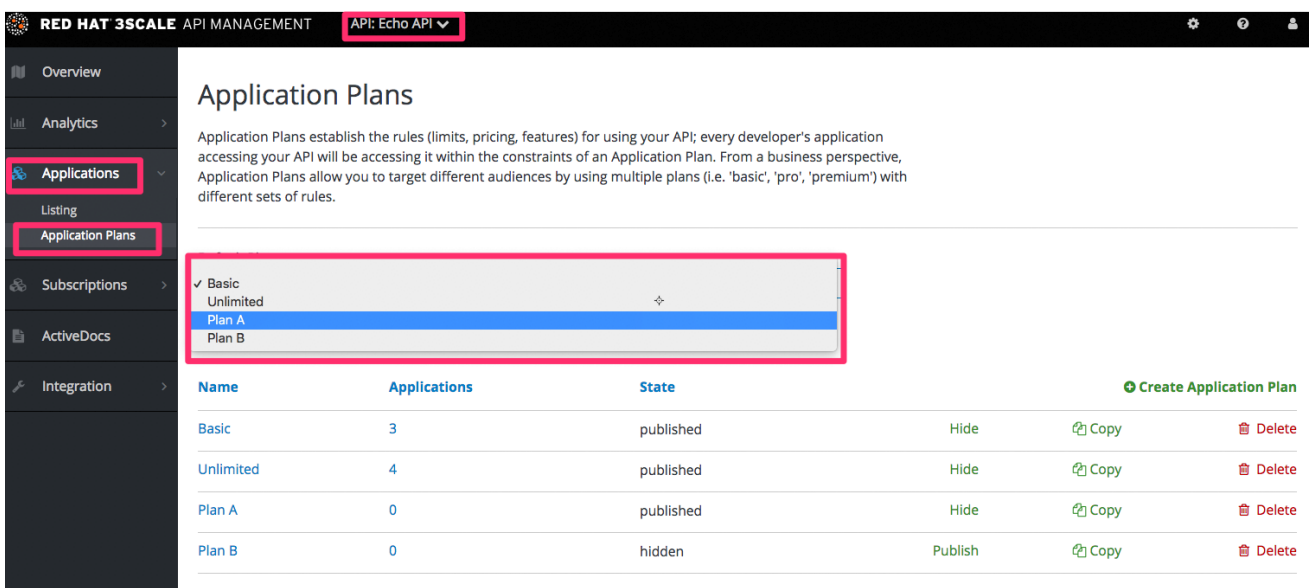 RED HAT 3SCALE API MANAGEMENT API: Echo API
Overview
Analytics
Applications
Listing
Application Plans
Subscriptions
ActiveDocs
Integration
Application Plans
Application Plans establish the rules (limits, pricing, features) for using your API; every developer's application
accessing your API will be accessing it within the constraints of an Application Plan. From a business perspective,
Application Plans allow you to target different audiences by using multiple plans (i.e. 'basic', 'pro', 'premium') with
different sets of rules.
✓ Basic
Unlimited
Plan A
Plan B
Name Applications State Create Application Plan
Basic 3 published Hide Copy Delete
Unlimited 4 published Hide Copy Delete
Plan A 0 published Hide Copy Delete
Plan B 0 hidden Publish Copy Delete